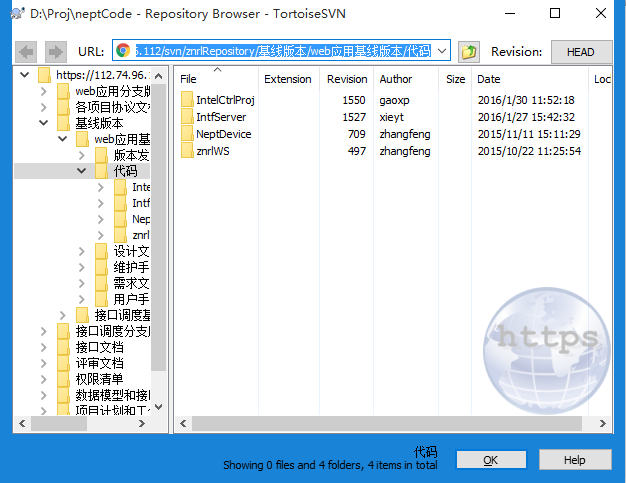 D:\Proj\neptCode - Repository Browser - TortoiseSVN
URL: 5.112/svn/znrlRepository/基线版本/web应用基线版本/代码 Revision: HEAD
https://112.74.96.1
web应用分支版
各项目协议文档
基线版本
web应用基
版本发
代码
Inte
Intf
Nep
znrl
设计文
维护手
需求文
用户手
接口调度基
接口调度分支版
接口文档
评审文档
权限清单
数据模型和接口
项目计划和工作
File Extension Revision Author Size Date Loc
IntelCtrlProj 1550 gaoxp 2016/1/30 11:52:18
IntfServer 1527 xieyt 2016/1/27 15:42:32
NeptDevice 709 zhangfeng 2015/11/11 15:11:29
znrlWS 497 zhangfeng 2015/10/22 11:25:54
https
代码
Showing 0 files and 4 folders, 4 items in total
OK Help